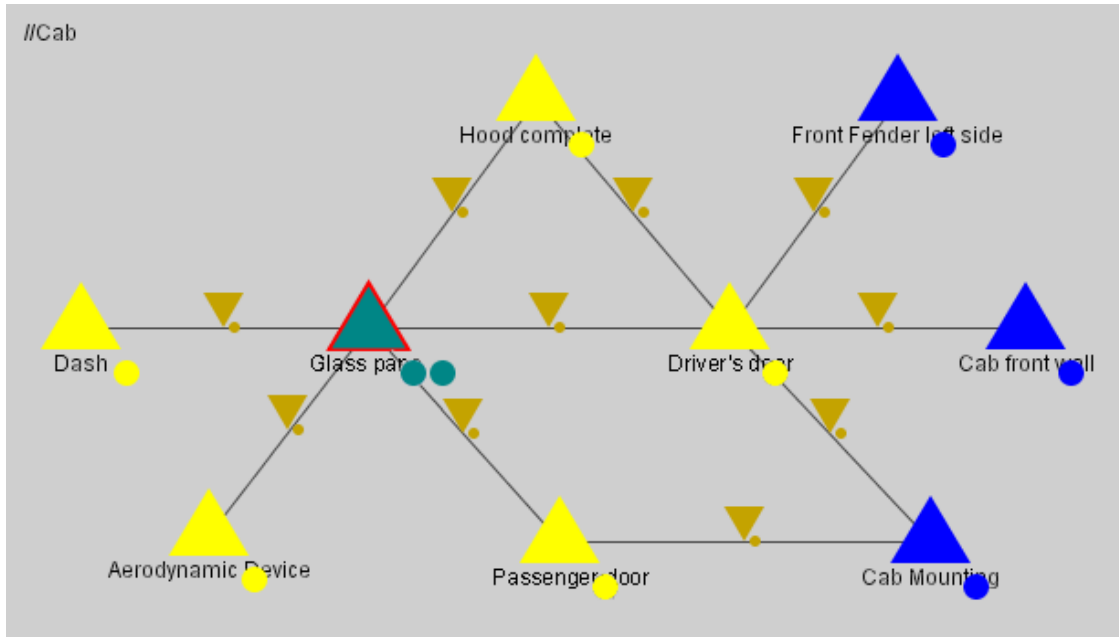 //Cab
Hood complete
Front Fender left side
Dash
Glass pane
Driver's door
Cab front wall
Aerodynamic Device
Passenger door
Cab Mounting